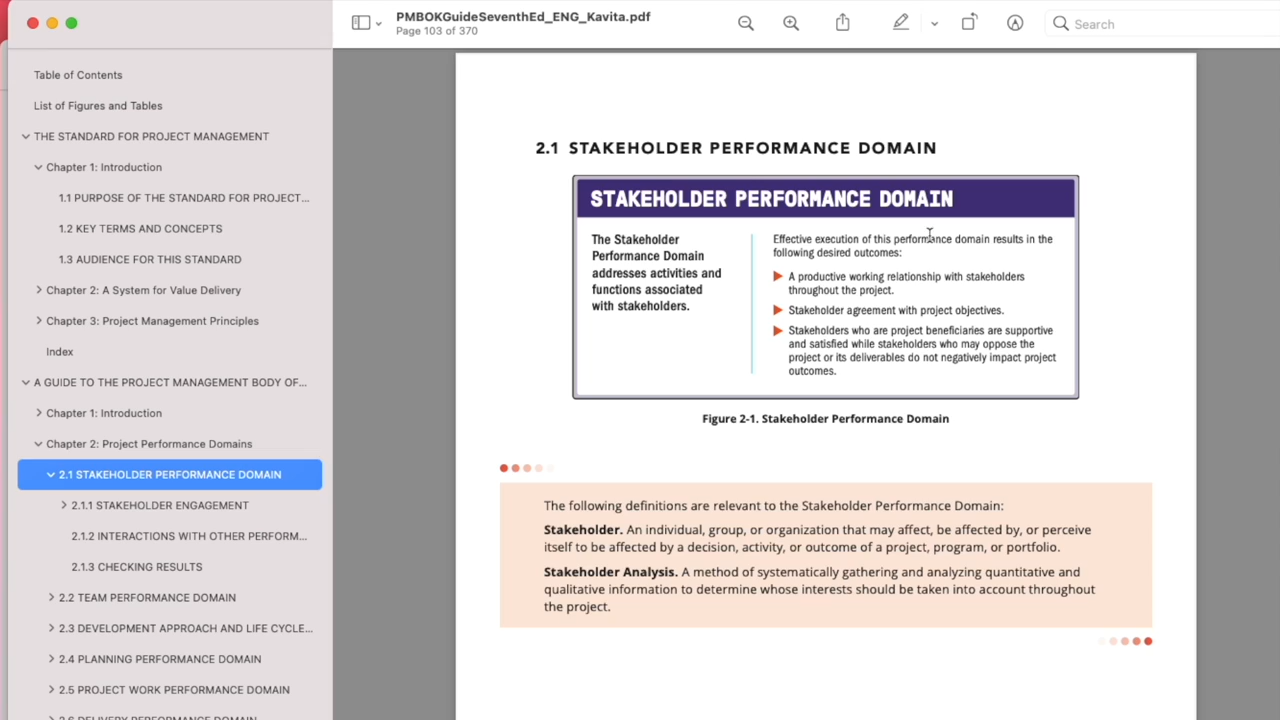 PMBOKGuideSeventhEd_ENG_Kavita.pdf
Page 103 of 370
Search
Table of Contents
List of Figures and Tables
THE STANDARD FOR PROJECT MANAGEMENT
Chapter 1: Introduction
1.1 PURPOSE OF THE STANDARD FOR PROJECT...
1.2 KEY TERMS AND CONCEPTS
1.3 AUDIENCE FOR THIS STANDARD
Chapter 2: A System for Value Delivery
Chapter 3: Project Management Principles
Index
A GUIDE TO THE PROJECT MANAGEMENT BODY OF...
Chapter 1: Introduction
Chapter 2: Project Performance Domains
2.1 STAKEHOLDER PERFORMANCE DOMAIN
2.1.1 STAKEHOLDER ENGAGEMENT
2.1.2 INTERACTIONS WITH OTHER PERFORM...
2.1.3 CHECKING RESULTS
2.2 TEAM PERFORMANCE DOMAIN
2.3 DEVELOPMENT APPROACH AND LIFE CYCLE...
2.4 PLANNING PERFORMANCE DOMAIN
2.5 PROJECT WORK PERFORMANCE DOMAIN
2.6 DELIVERY PERFORMANCE DOMAIN
2.1 STAKEHOLDER PERFORMANCE DOMAIN
STAKEHOLDER PERFORMANCE DOMAIN
The Stakeholder
Performance Domain
addresses activities and
functions associated
with stakeholders.
Effective execution of this performance domain results in the
following desired outcomes:
A productive working relationship with stakeholders
throughout the project.
Stakeholder agreement with project objectives.
Stakeholders who are project beneficiaries are supportive
and satisfied while stakeholders who may oppose the
project or its deliverables do not negatively impact project
outcomes.
Figure 2-1. Stakeholder Performance Domain
The following definitions are relevant to the Stakeholder Performance Domain:
Stakeholder. An individual, group, or organization that may affect, be affected by, or perceive
itself to be affected by a decision, activity, or outcome of a project, program, or portfolio.
Stakeholder Analysis. A method of systematically gathering and analyzing quantitative and
qualitative information to determine whose interests should be taken into account throughout
the project.